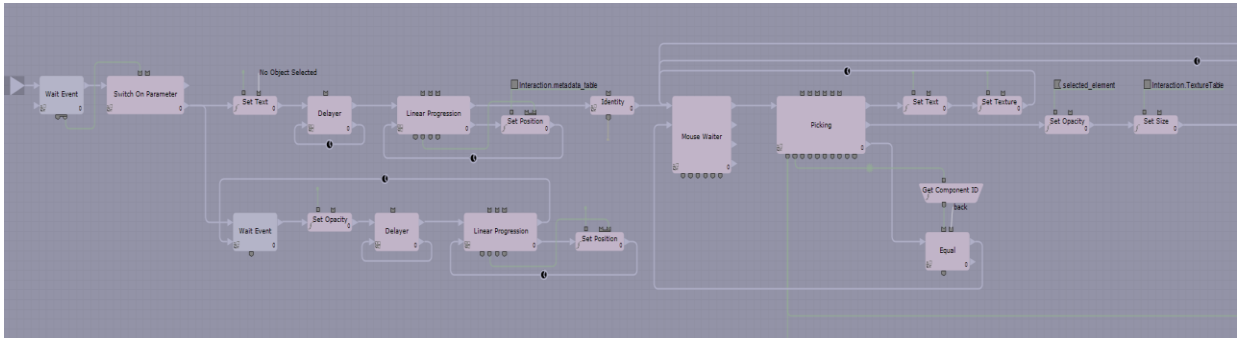 No Object Selected
Interaction.metadata_table
selected_element
Interaction.TextureTable
Wait Event
Switch On Parameter
Set Text
Delayer
Linear Progression
Set Position
Identity
Mouse Waiter
Picking
Set Text
Set Texture
Set Opacity
Set Size
Get Component ID
back
Equal
Wait Event
Set Opacity
Delayer
Linear Progression
Set Position